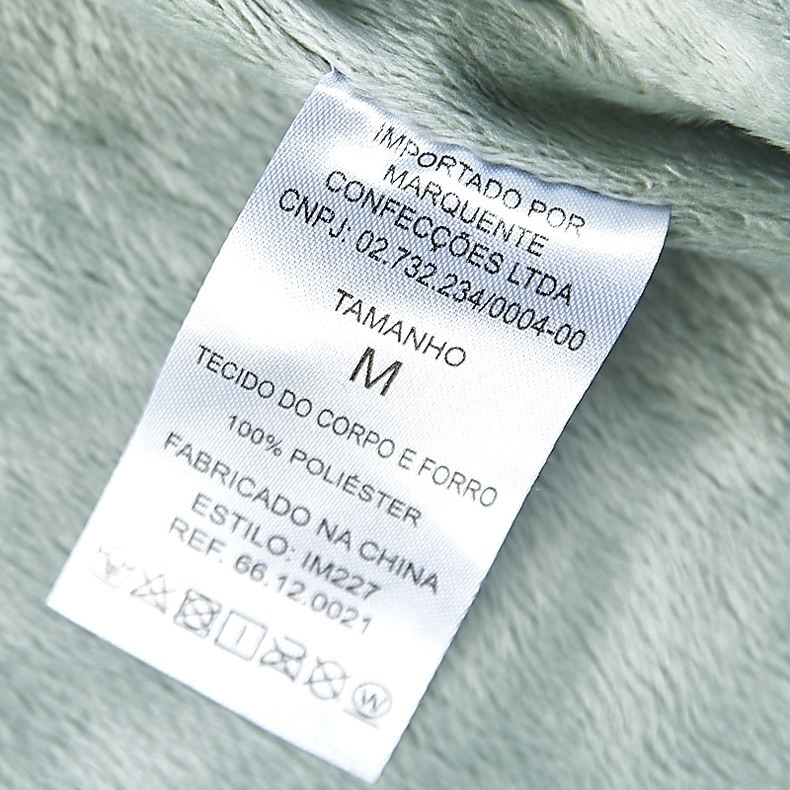 IMPORTADO POR
MARQUENTE
CONFECÇÕES LTDA
CNPJ: 02.732.234/0004-00
TAMANHO
M
TECIDO DO CORPO E FORRO
100% POLIÉSTER
FABRICADO NA CHINA
ESTILO: IM227
REF. 66.12.0021
W